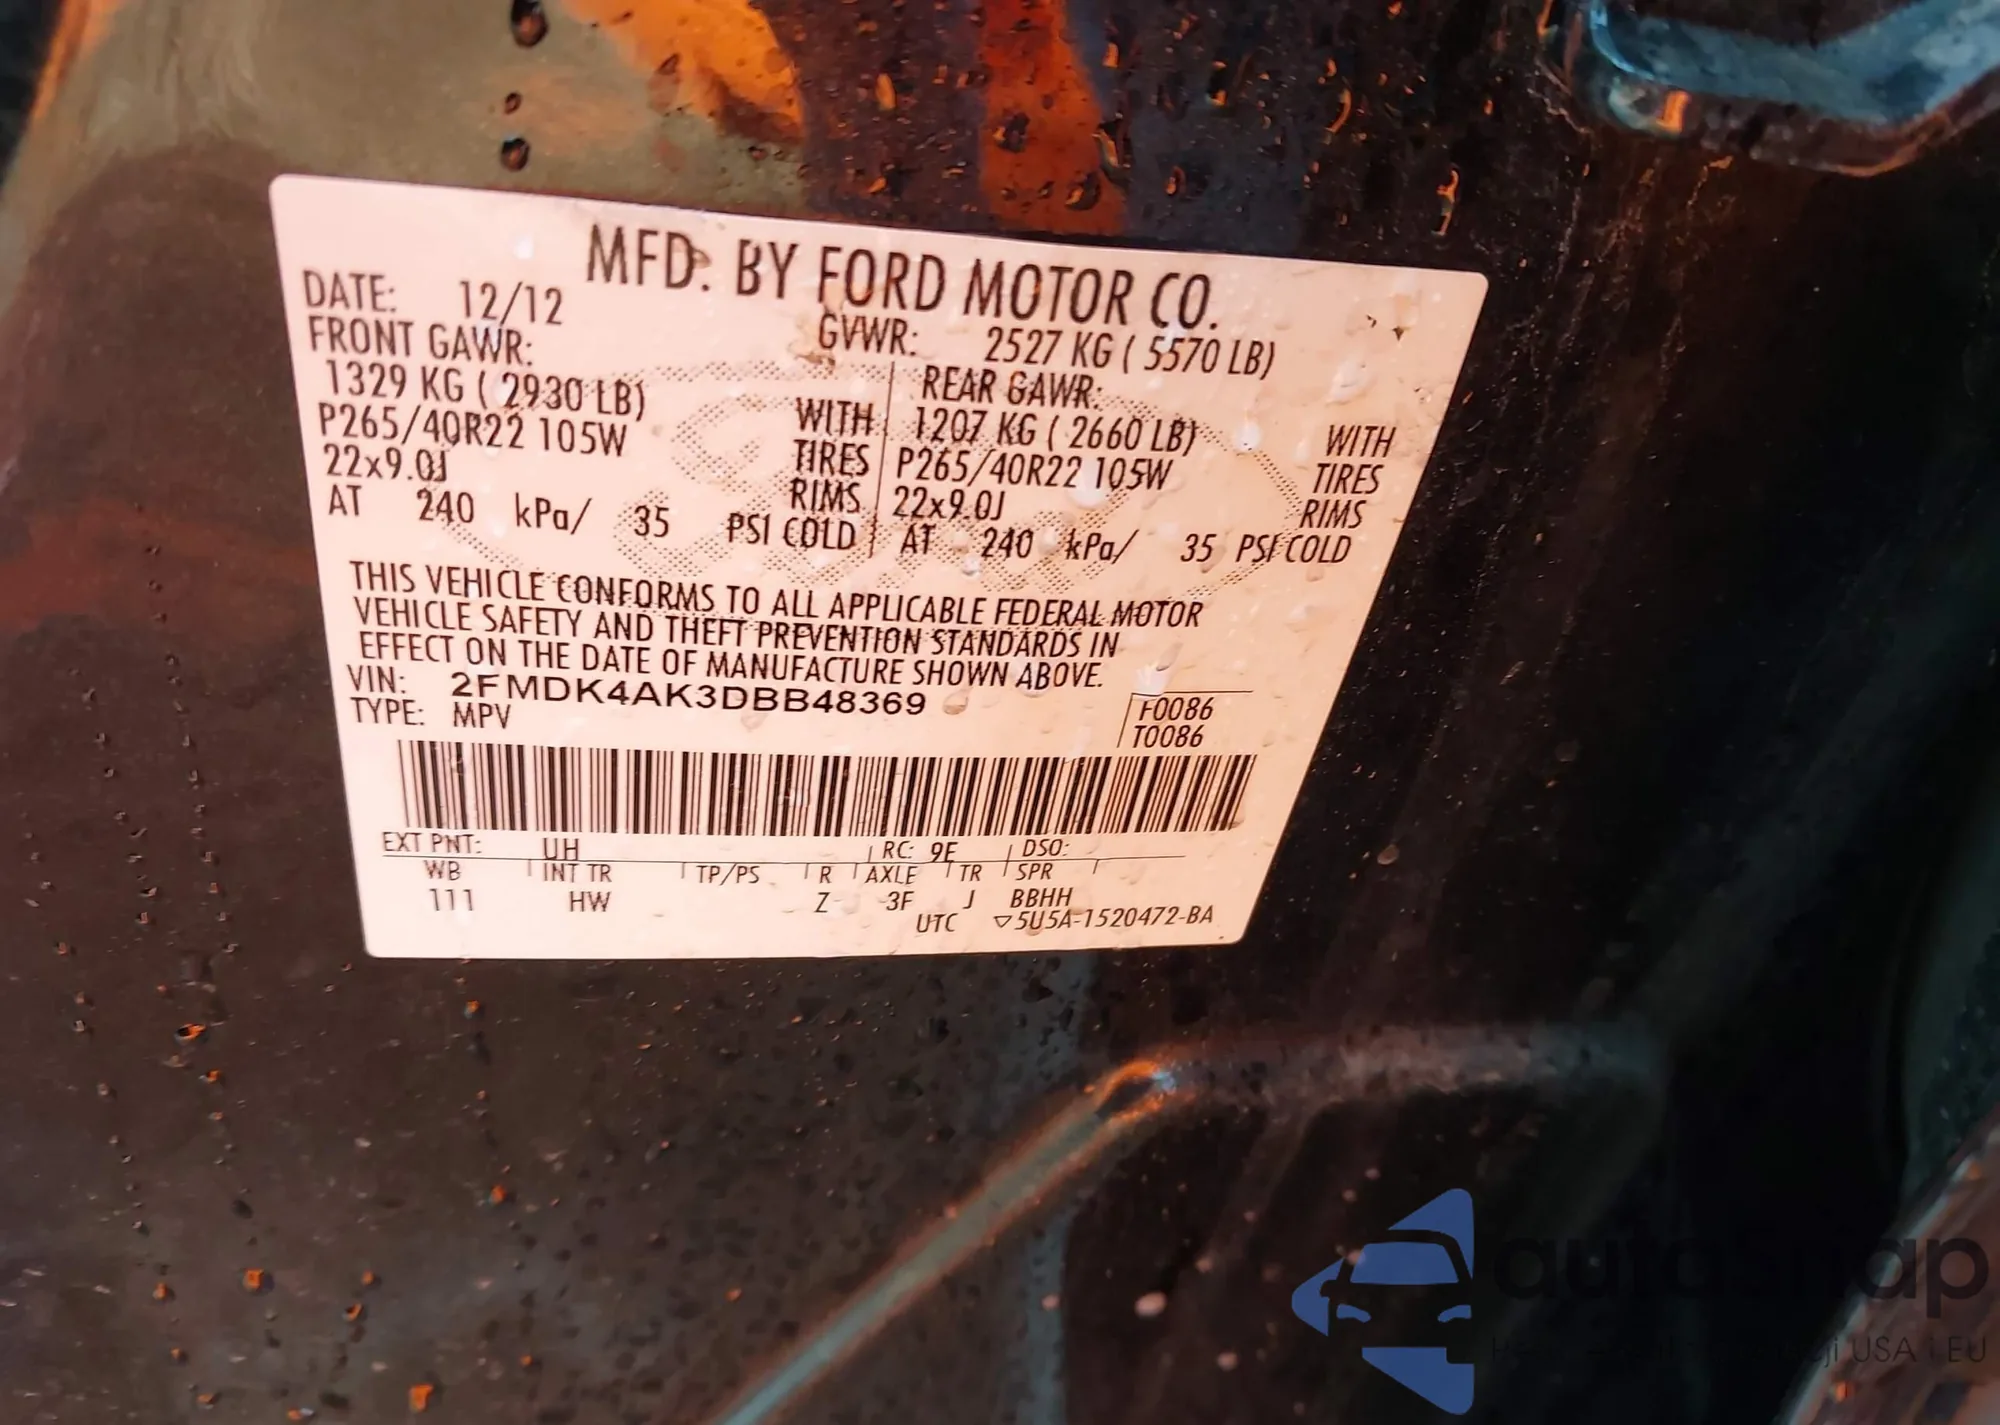 MFD. BY FORD MOTOR CO.
DATE: 12/12 GVWR: 2527 KG ( 5570 LB)
FRONT GAWR: REAR GAWR:
1329 KG ( 2930 LB) WITH 1207 KG ( 2660 LB) WITH
P265/40R22 105W TIRES P265/40R22 105W TIRES
22x9.0J RIMS 22x9.0J RIMS
AT 240 kPa/ 35 PSI COLD AT 240 kPa/ 35 PSI COLD
THIS VEHICLE CONFORMS TO ALL APPLICABLE FEDERAL MOTOR
VEHICLE SAFETY AND THEFT PREVENTION STANDARDS IN
EFFECT ON THE DATE OF MANUFACTURE SHOWN ABOVE.
VIN: 2FMDK4AK3DBB48369 F0086
TYPE: MPV T0086
EXT PNT: UH RC: 9E DSO:
WB INT TR TP/PS R AXLE TR SPR
111 HW Z 3F J BBHH
UTC ▽5U5A-1520472-BA
USA i EU